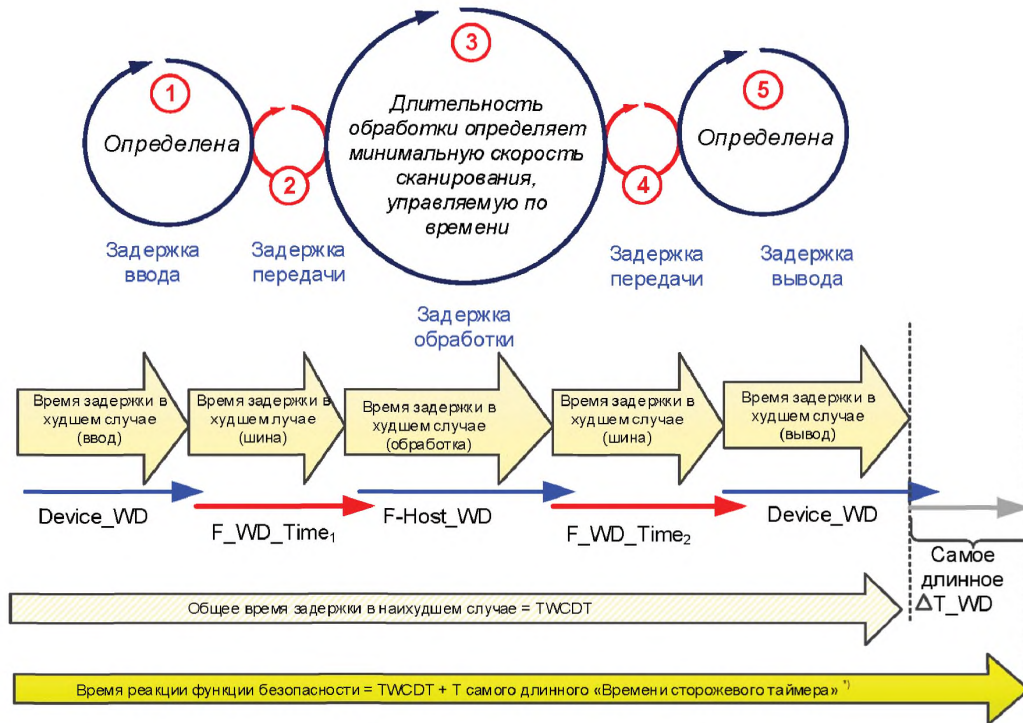 1
Определена
2
3
Длительность
обработки определяет
минимальную скорость
сканирования,
управляемую по
времени
4
5
Определена
Задержка
ввода
Задержка
передачи
Задержка
обработки
Задержка
передачи
Задержка
вывода
Время задержки в
худшем случае
(ввод)
Время задержки в
худшем лучае
(шина)
Время задержки в
худшем случае
(обработка)
Время задержки в
худшем случае
(шина)
Время задержки в
худшем случае
(вывод)
Device_WD
F_WD_Time₁
F-Host_WD
F_WD_Time₂
Device_WD
Самое
длинное
ΔT_WD
Общее время задержки в наихудшем случае = TWCDT
Время реакции функции безопасности = TWCDT + T самого длинного «Времени сторожевого таймера» *)